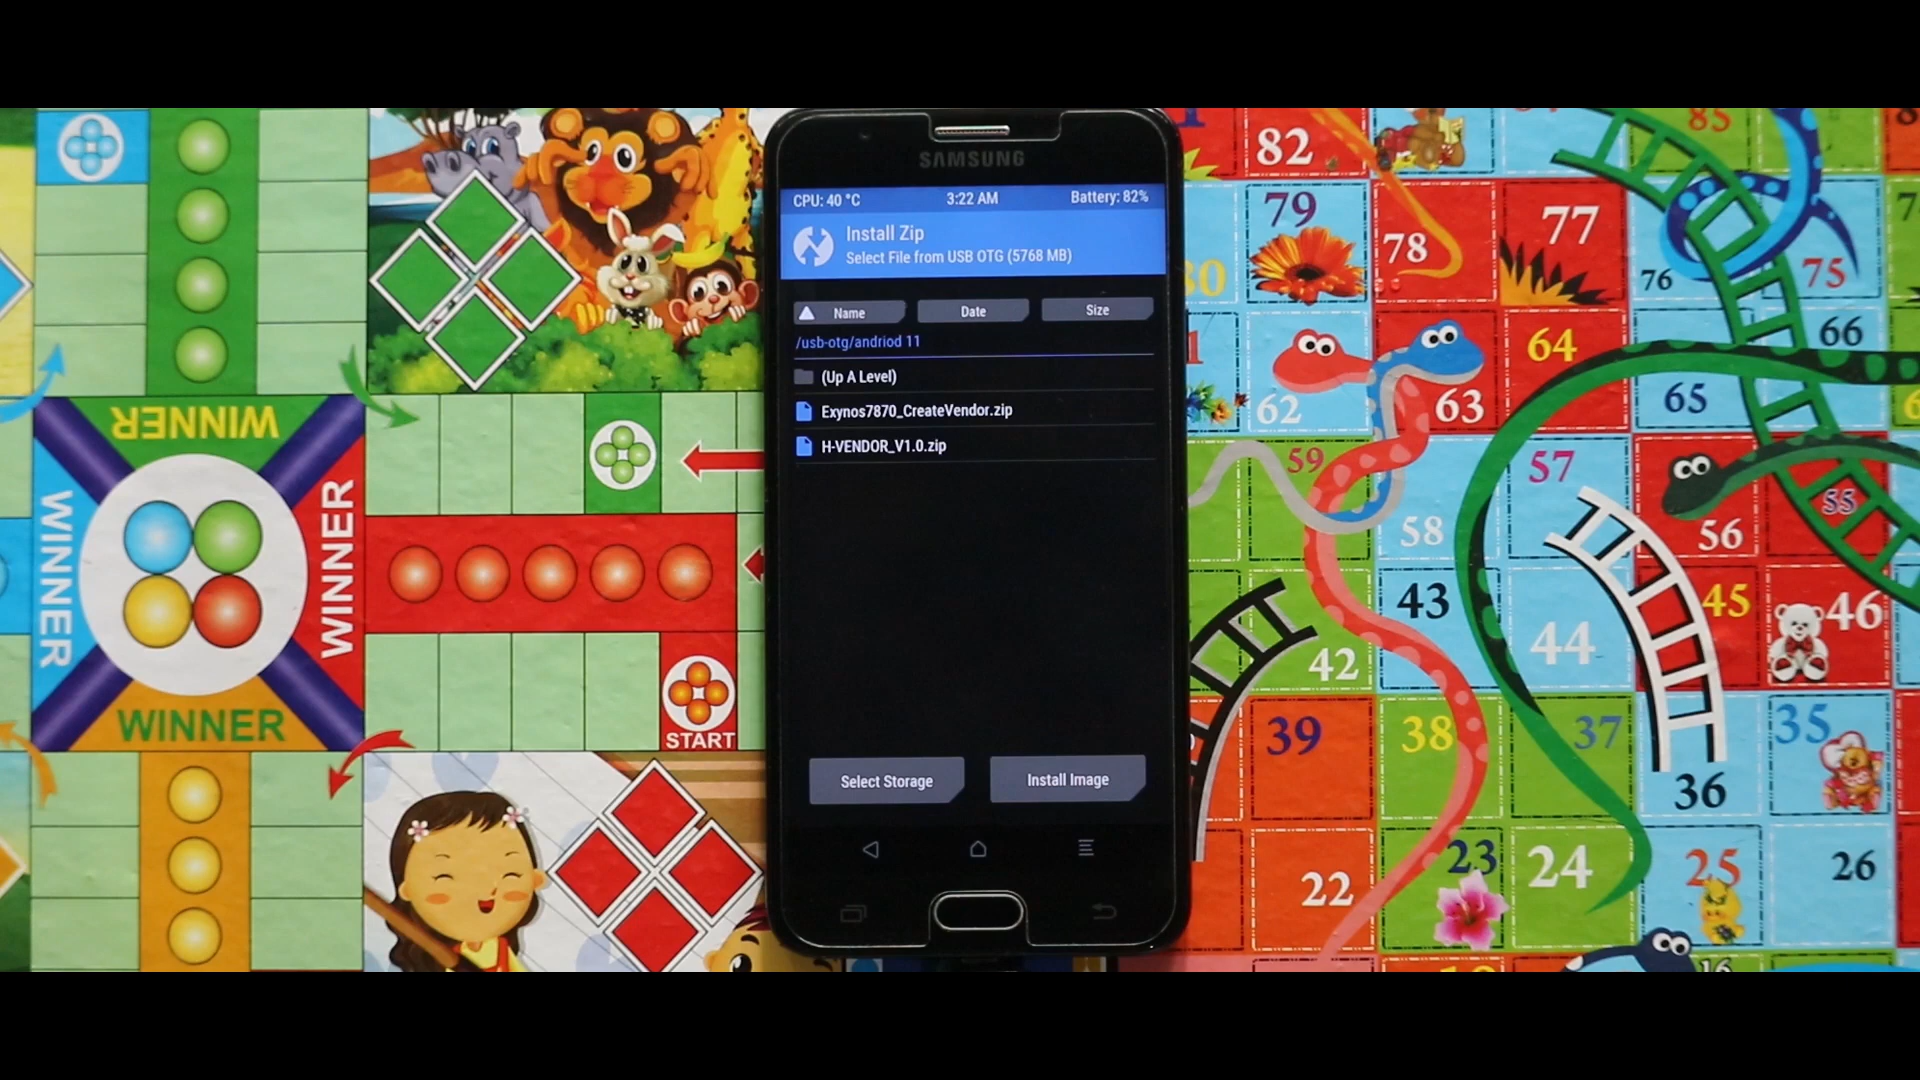 SAMSUNG
CPU: 40 °C
3:22 AM
Battery: 82%
Install Zip
Select File from USB OTG (5768 MB)
Name
Date
Size
/usb-otg/andriod 11
(Up A Level)
Exynos7870_CreateVendor.zip
H-VENDOR_V1.0.zip
Select Storage
Install Image
WINNER
WINNER
WINNER
WINNER
START
82
85
79
78
77
76
75
62
63
64
65
66
59
58
57
56
55
42
43
44
45
46
39
38
37
36
35
22
23
24
25
26
16